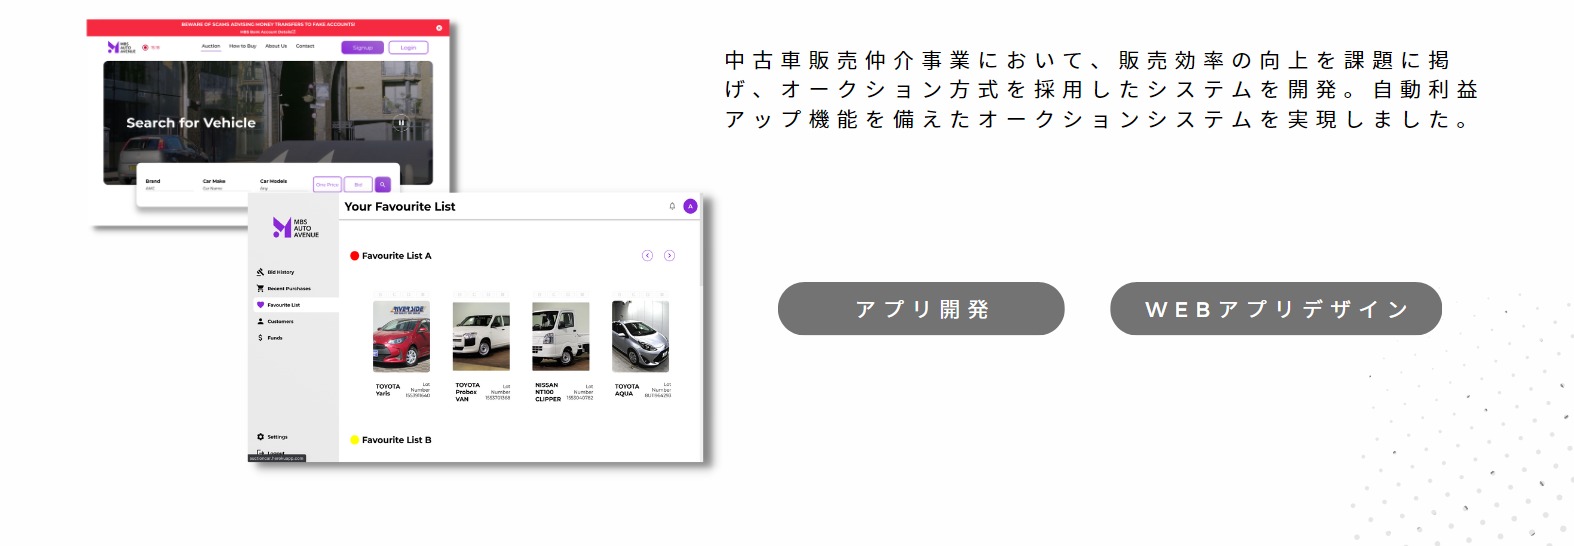 BEWARE OF SCAMS ADVISING MONEY TRANSFERS TO FAKE ACCOUNTS!
MBS Bank Account Details
MBS
AUTO
AVENUE
Auction How to Buy About Us Contact Signup Login
Search for Vehicle
Brand Car Make Car Models
Any One Price Bid
中古車販売仲介事業において、販売効率の向上を課題に掲
げ、オークション方式を採用したシステムを開発。自動利益
アップ機能を備えたオークションシステムを実現しました。
アプリ開発
WEBアプリデザイン
MBS
AUTO
AVENUE
Bid History
Recent Purchases
Favourite List
Customers
Funds
Settings
Logout
Your Favourite List
A
Favourite List A
RIVERSIDE
TOYOTA
Yaris
Lot
Number
TOYOTA
Probox
VAN
Lot
Number
NISSAN
NT100
CLIPPER
Lot
Number
TOYOTA
AQUA
Lot
Number
Favourite List B